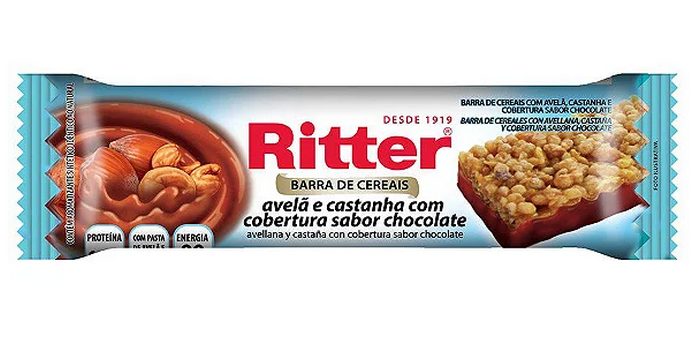 DESDE 1919
Ritter®
BARRA DE CEREAIS
avelã e castanha com
cobertura sabor chocolate
avellana y castaña con cobertura sabor chocolate
BARRA DE CEREAIS COM AVELÃ, CASTANHA E
COBERTURA SABOR CHOCOLATE
BARRA DE CEREALES CON AVELLANA, CASTAÑA
Y COBERTURA SABOR CHOCOLATE
FOTO ILUSTRATIVA
PROTEÍNA
COM PASTA
DE AVELÃS
ENERGIA